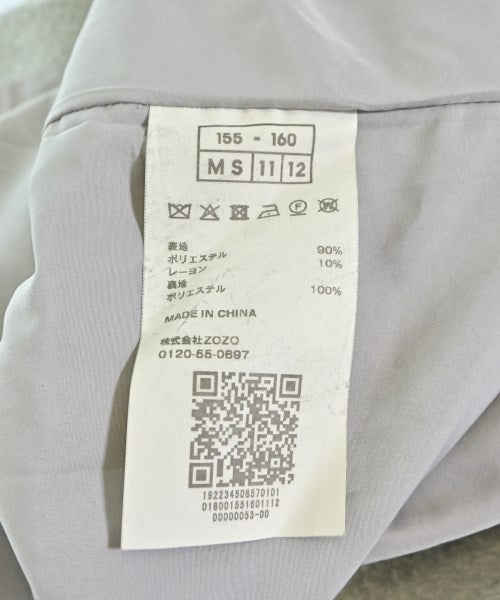 155 - 160
MS 11 12
表地
ポリエステル 90%
レーヨン 10%
裏地
ポリエステル 100%
MADE IN CHINA
株式会社ZOZO
0120-55-0697
182234508570101
018001551601112
00000053-00